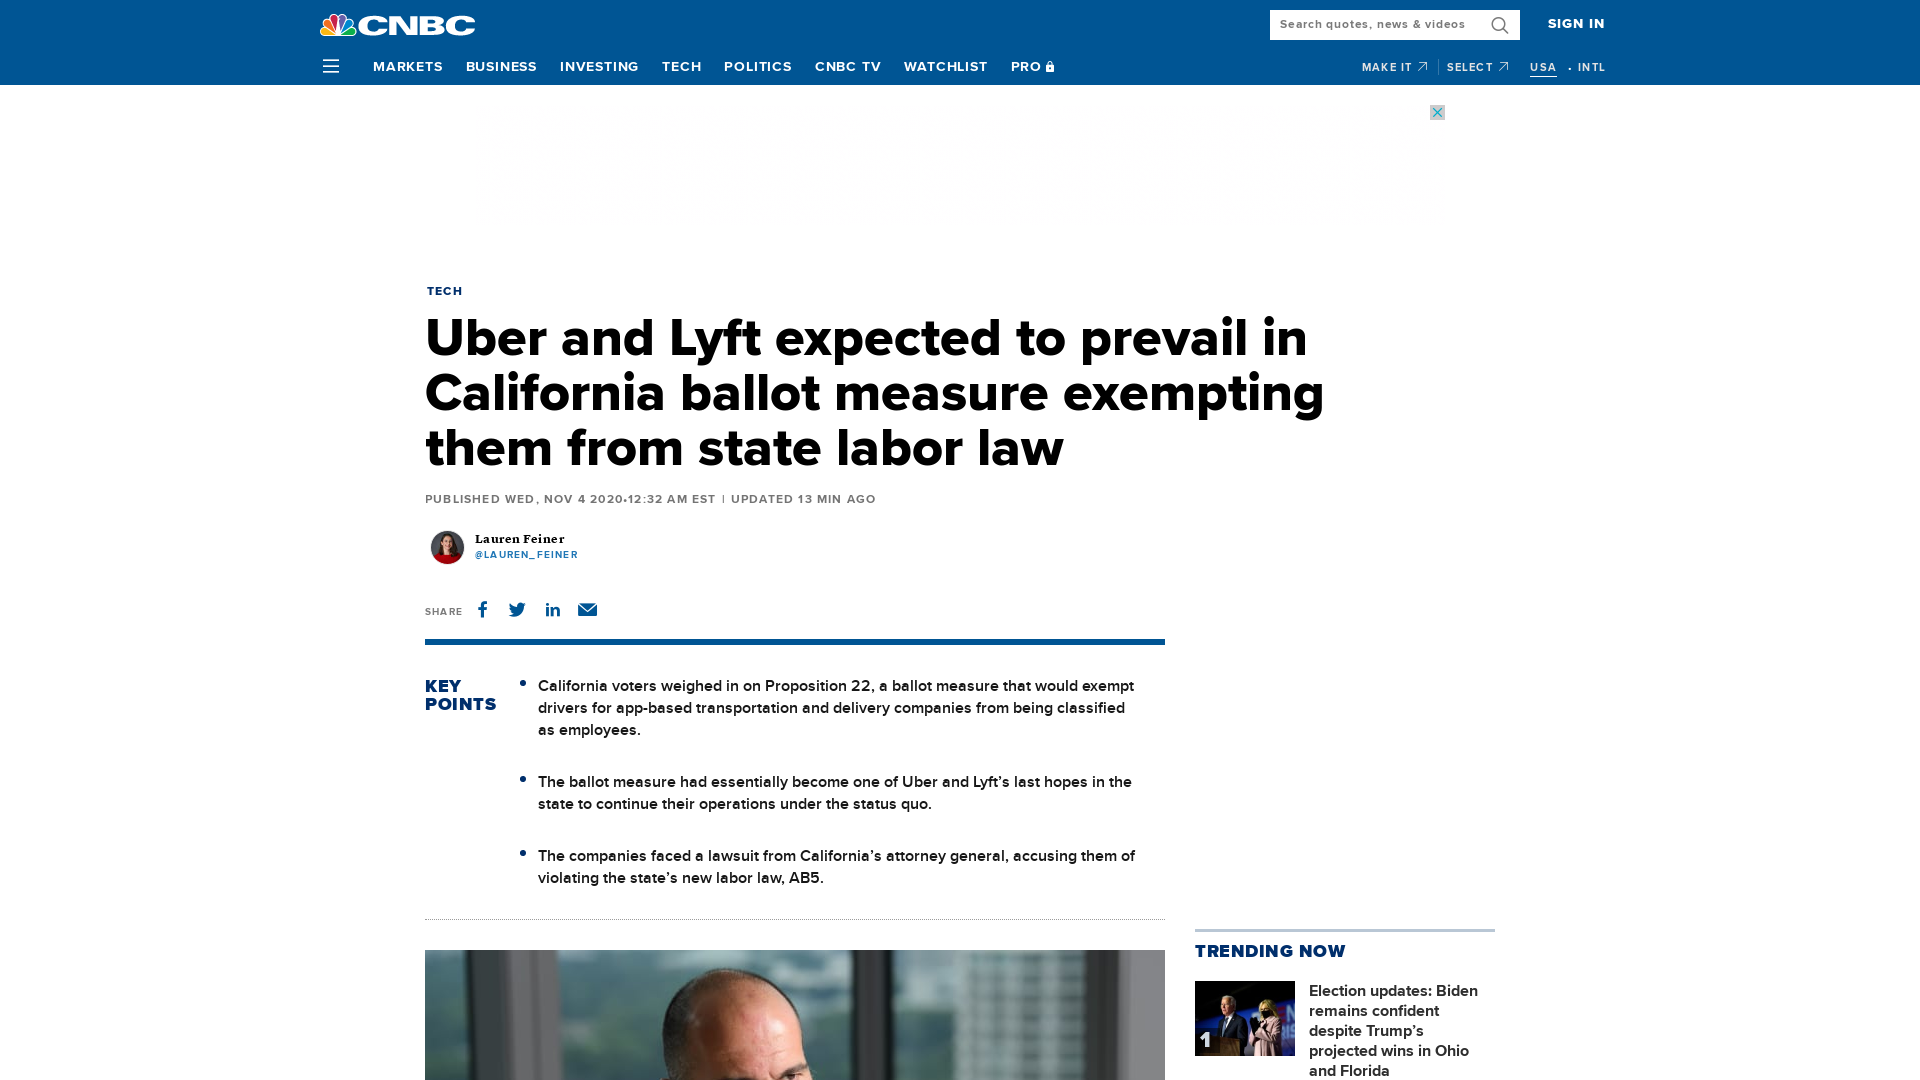 CNBC
Search quotes, news & videos
SIGN IN
MARKETS BUSINESS INVESTING TECH POLITICS CNBC TV WATCHLIST PRO
MAKE IT SELECT USA • INTL
TECH
Uber and Lyft expected to prevail in
California ballot measure exempting
them from state labor law
PUBLISHED WED, NOV 4 2020•12:32 AM EST | UPDATED 13 MIN AGO
Lauren Feiner
@LAUREN_FEINER
SHARE
KEY
POINTS
• California voters weighed in on Proposition 22, a ballot measure that would exempt
drivers for app-based transportation and delivery companies from being classified
as employees.
• The ballot measure had essentially become one of Uber and Lyft’s last hopes in the
state to continue their operations under the status quo.
• The companies faced a lawsuit from California’s attorney general, accusing them of
violating the state’s new labor law, AB5.
TRENDING NOW
1
Election updates: Biden
remains confident
despite Trump’s
projected wins in Ohio
and Florida